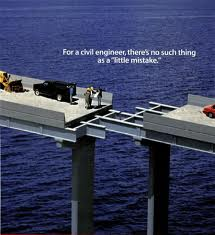 For a civil engineer, there's no such thing
as a "little mistake."